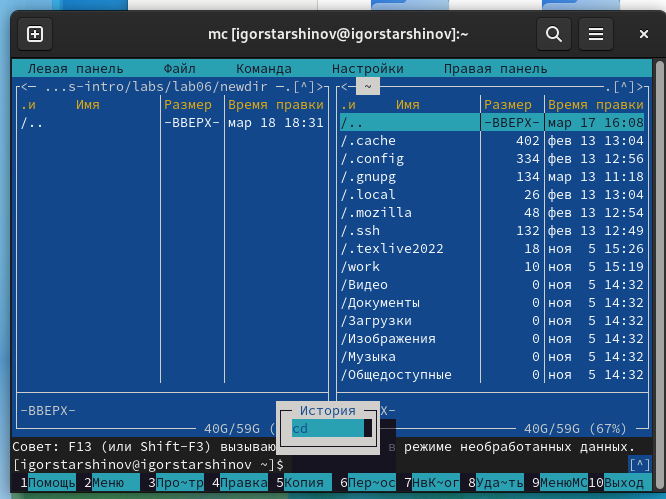 mc [igorstarshinov@igorstarshinov]:~
Левая панель Файл Команда Настройки Правая панель
<— ...s-intro/labs/lab06/newdir —.[^]>
.и Имя Размер Время правки
/.. -ВВЕРХ- мар 18 18:31
-ВВЕРХ-
40G/59G (
<— ~ .[^]>
.и Имя Размер Время правки
/.. -ВВЕРХ- мар 17 16:08
/.cache 402 фев 13 13:04
/.config 334 фев 13 12:56
/.gnupg 134 мар 13 11:18
/.local 26 фев 13 13:04
/.mozilla 48 фев 13 12:54
/.ssh 132 фев 13 12:49
/.texlive2022 18 ноя 5 15:26
/work 10 ноя 5 15:19
/Видео 0 ноя 5 14:32
/Документы 0 ноя 5 14:32
/Загрузки 0 ноя 5 14:32
/Изображения 0 ноя 5 14:32
/Музыка 0 ноя 5 14:32
/Общедоступные 0 ноя 5 14:32
Х-
40G/59G (67%)
История
cd
Совет: F13 (или Shift-F3) вызываю в режиме необработанных данных.
[igorstarshinov@igorstarshinov ~]$ [^]
1Помощь 2Меню 3Про~тр 4Правка 5Копия 6Пер~ос 7НвК~ог 8Уда~ть 9МенюМС 10Выход